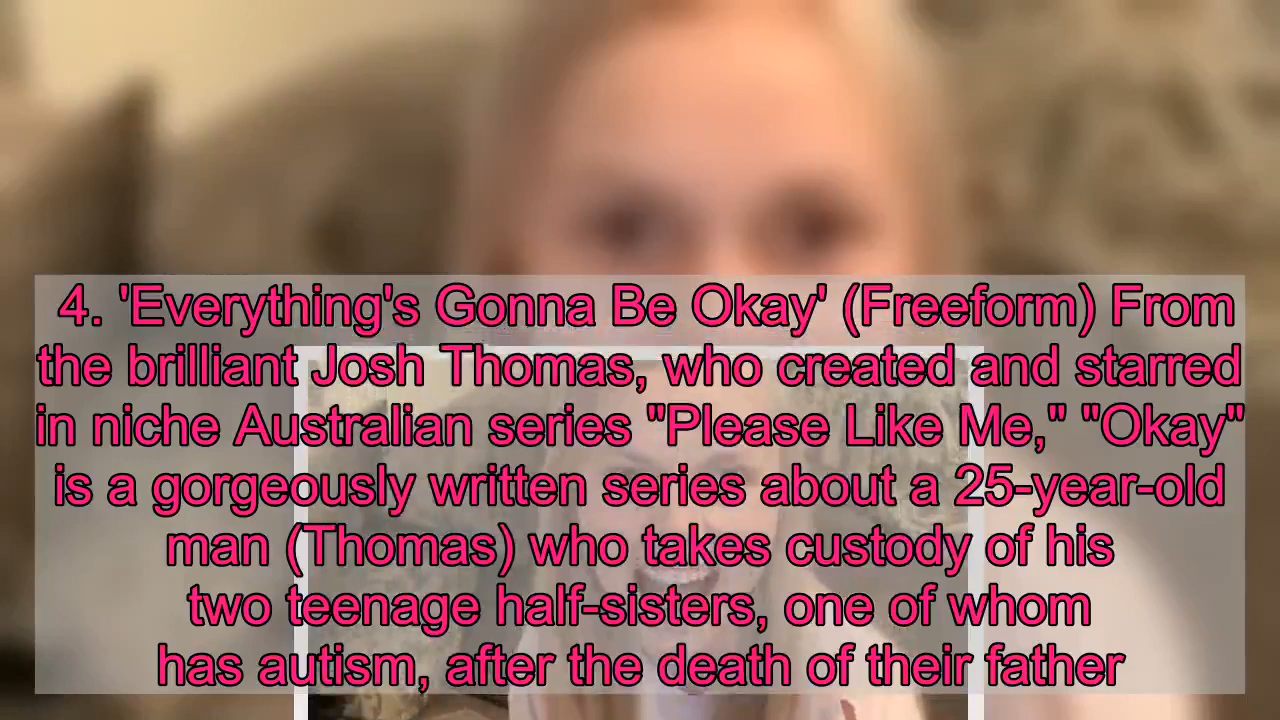 4. 'Everything's Gonna Be Okay' (Freeform) From
the brilliant Josh Thomas, who created and starred
in niche Australian series "Please Like Me," "Okay"
is a gorgeously written series about a 25-year-old
man (Thomas) who takes custody of his
two teenage half-sisters, one of whom
has autism, after the death of their father